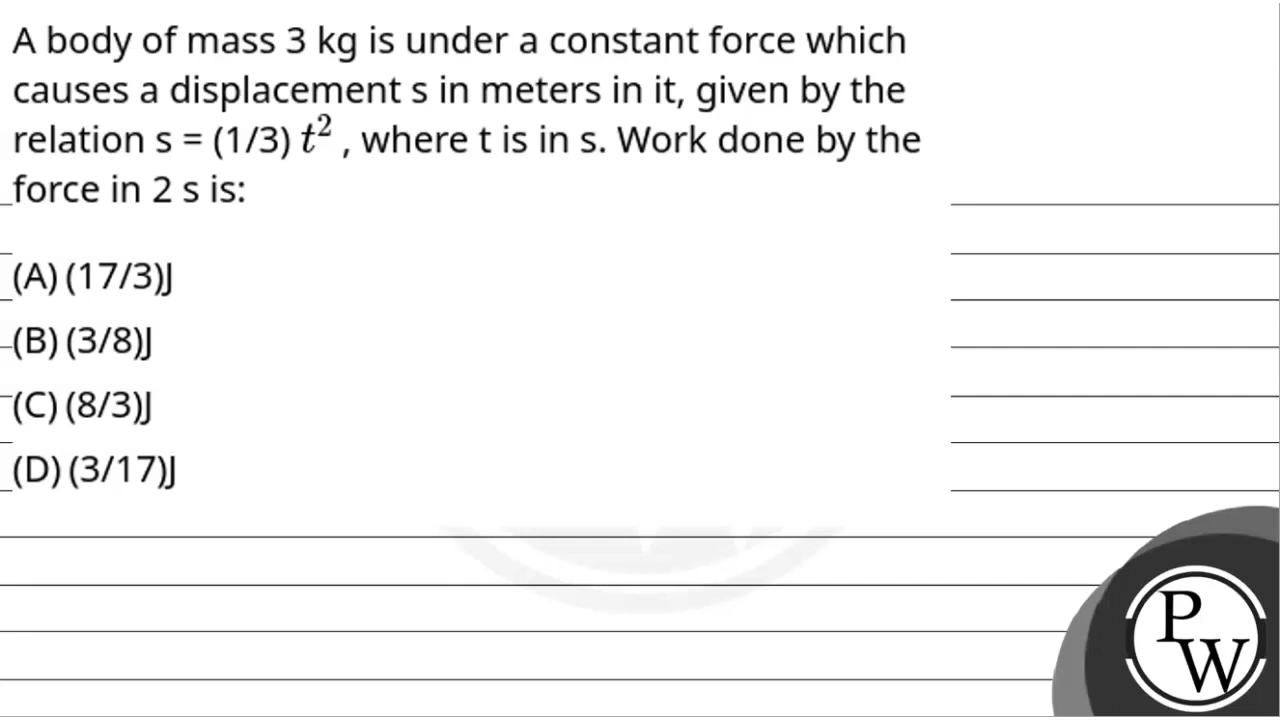 A body of mass 3 kg is under a constant force which
causes a displacement s in meters in it, given by the
relation s = (1/3) t² , where t is in s. Work done by the
force in 2 s is:
(A) (17/3)J
(B) (3/8)J
(C) (8/3)J
(D) (3/17)J
P
W